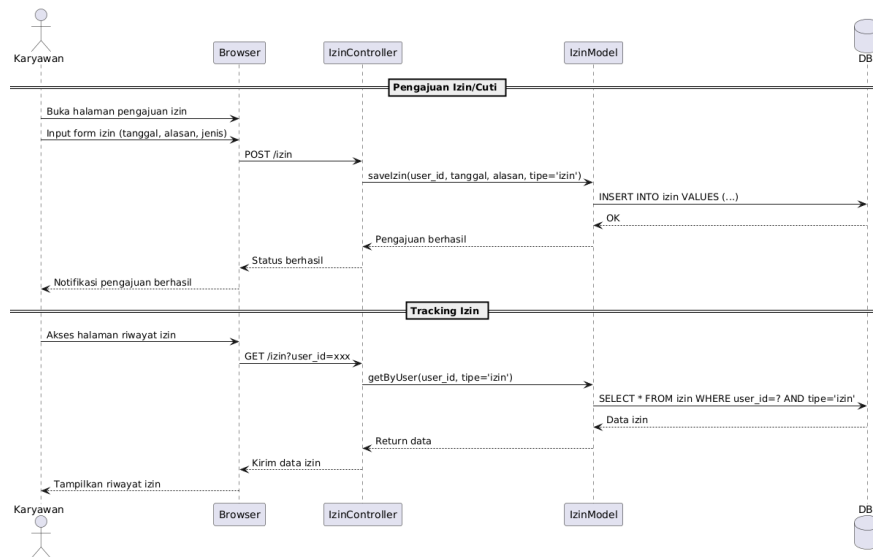 Karyawan
Browser
IzinController
IzinModel
DB
Pengajuan Izin/Cuti
Buka halaman pengajuan izin
Input form izin (tanggal, alasan, jenis)
POST /izin
saveIzin(user_id, tanggal, alasan, tipe='izin')
INSERT INTO izin VALUES (...)
OK
Pengajuan berhasil
Status berhasil
Notifikasi pengajuan berhasil
Tracking Izin
Akses halaman riwayat izin
GET /izin?user_id=xxx
getByUser(user_id, tipe='izin')
SELECT * FROM izin WHERE user_id=? AND tipe='izin'
Data izin
Return data
Kirim data izin
Tampilkan riwayat izin
Karyawan
Browser
IzinController
IzinModel
DB